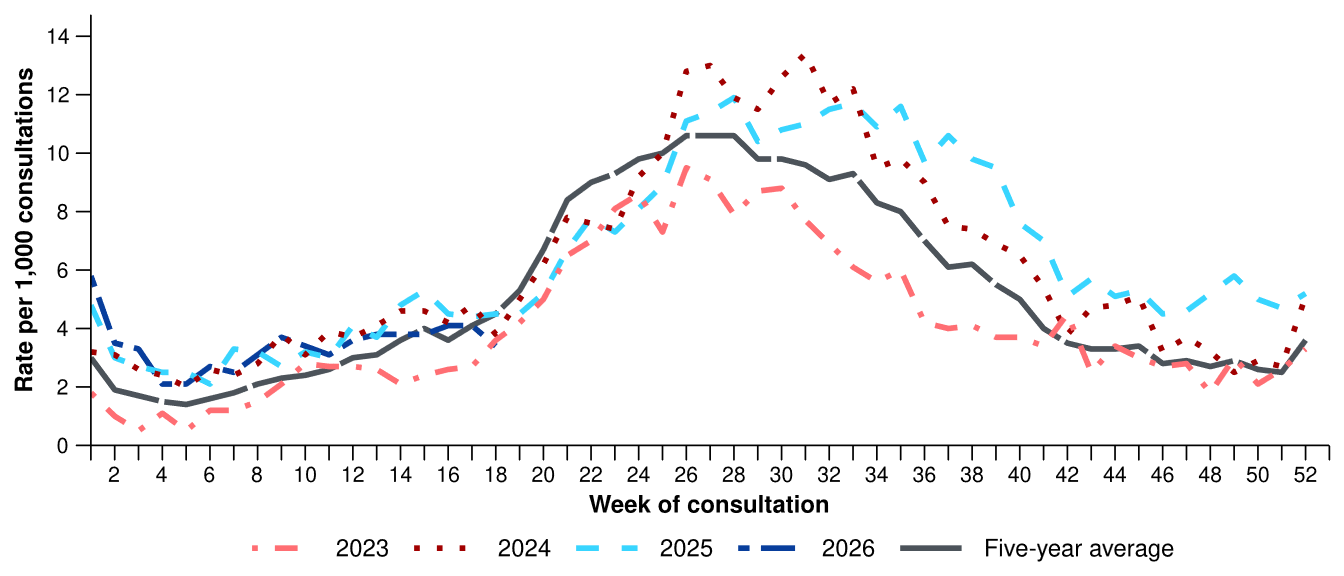 Rate per 1,000 consultations
14
12
10
8
6
4
2
0
2 4 6 8 10 12 14 16 18 20 22 24 26 28 30 32 34 36 38 40 42 44 46 48 50 52
Week of consultation
2023 2024 2025 2026 Five-year average